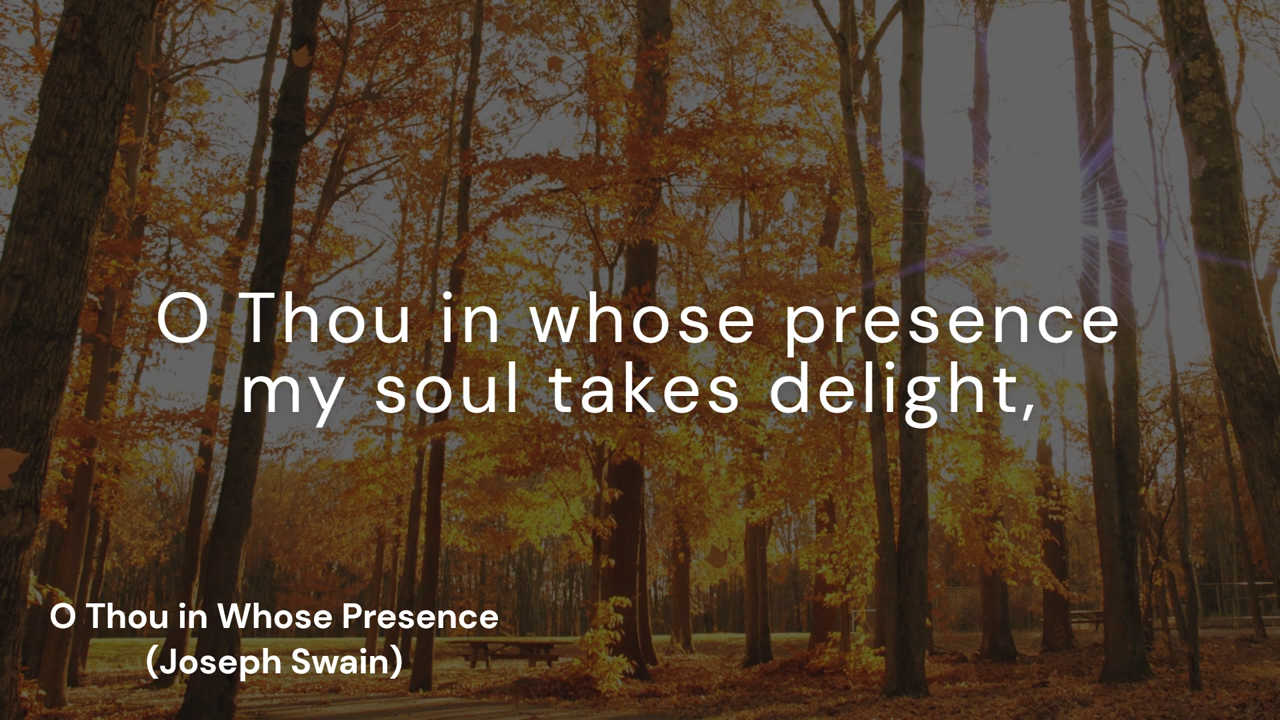 O Thou in whose presence
my soul takes delight,
O Thou in Whose Presence
(Joseph Swain)